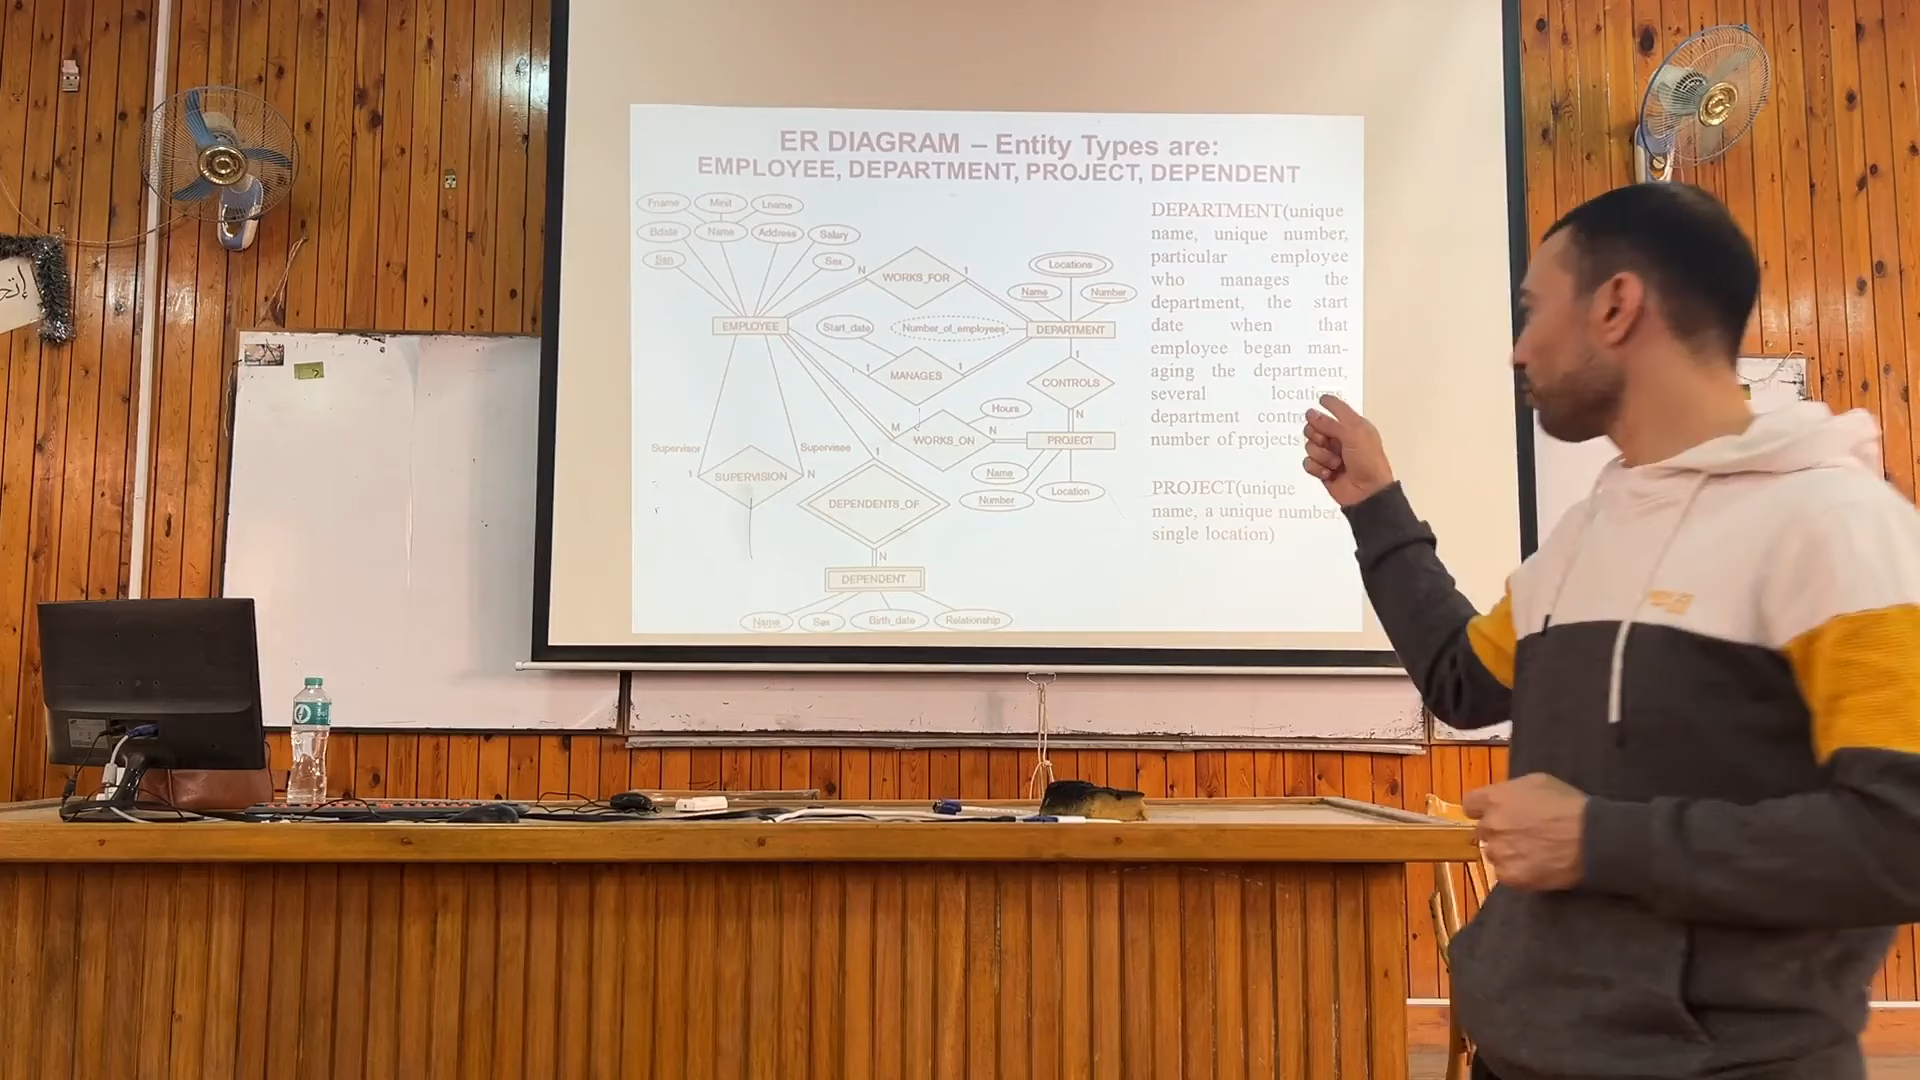 ER DIAGRAM – Entity Types are:
EMPLOYEE, DEPARTMENT, PROJECT, DEPENDENT
Fname
Minit
Lname
Bdate
Name
Address
Salary
Ssn
Sex
N
WORKS_FOR
1
Locations
Name
Number
EMPLOYEE
Start_date
Number_of_employees
DEPARTMENT
1
MANAGES
1
1
CONTROLS
N
Hours
M
WORKS_ON
N
PROJECT
Name
Number
Location
Supervisor
Supervisee
1
SUPERVISION
N
1
DEPENDENTS_OF
N
DEPENDENT
Name
Sex
Birth_date
Relationship
DEPARTMENT(unique
name, unique number,
particular employee
who manages the
department, the start
date when that
employee began man-
aging the department,
several locations,
department
number of projects
PROJECT(unique
name, a unique number,
single location)